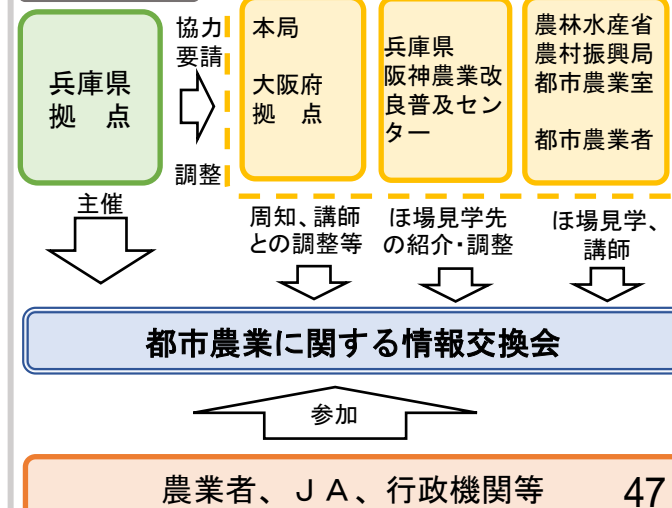 兵庫県
拠　点
協力
要請
調整
本局
大阪府
拠　点
兵庫県
阪神農業改
良普及セン
ター
農林水産省
農村振興局
都市農業室
都市農業者
主催
周知、講師
との調整等
ほ場見学先
の紹介・調整
ほ場見学、
講師
都市農業に関する情報交換会
参加
農業者、ＪＡ、行政機関等
47